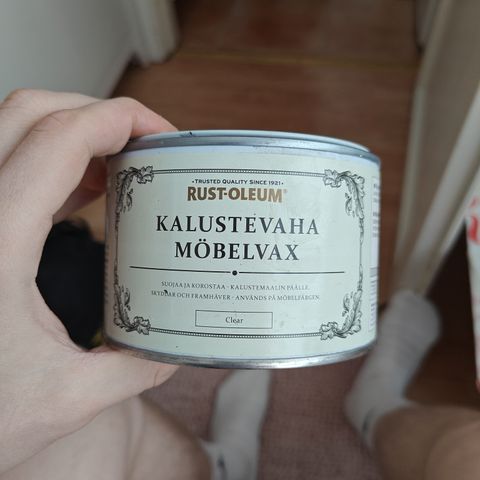 • TRUSTED QUALITY SINCE 1921 •
RUST-OLEUM®
KALUSTEVAHA
MÖBELVAX
SUOJAA JA KOROSTAA - KALUSTEMAALIN PÄÄLLE.
SKYDDAR OCH FRAMHÄVER - ANVÄNDS PÅ MÖBELFÄRGEN.
Clear